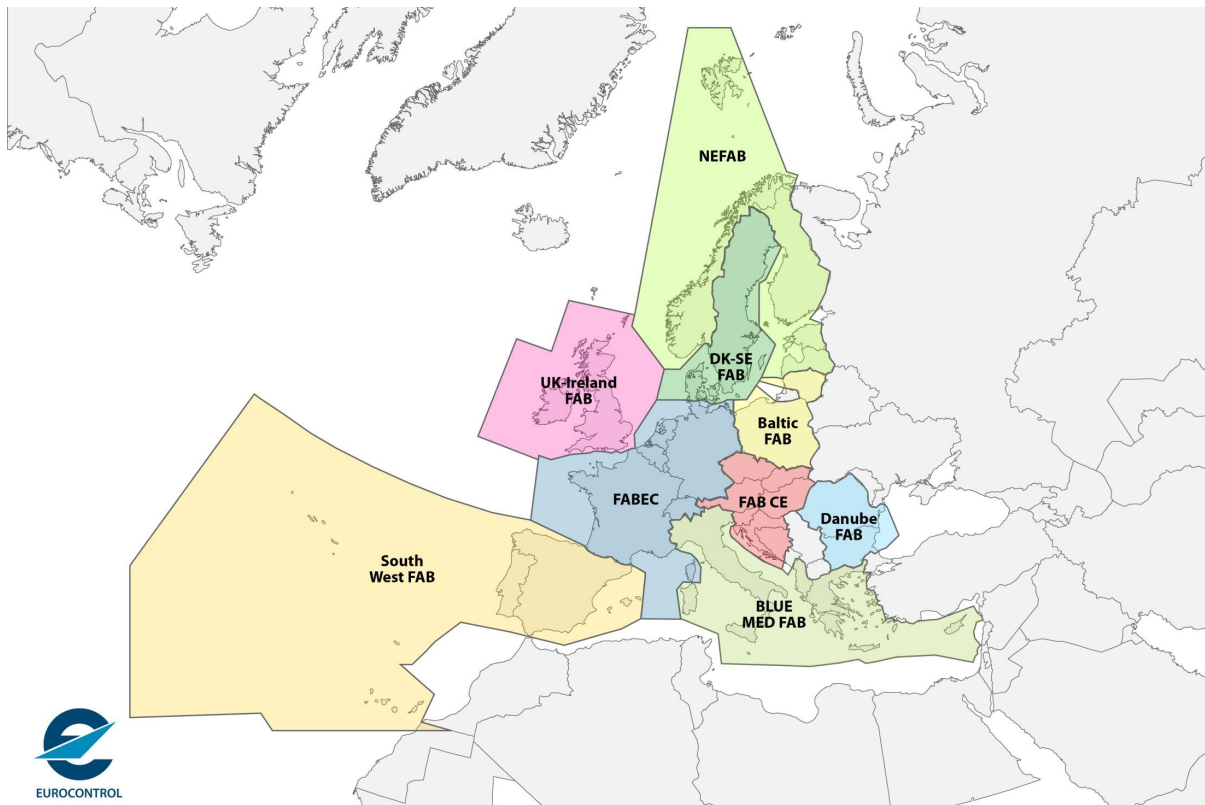 NEFAB
DK-SE
FAB
UK-Ireland
FAB
Baltic
FAB
FABEC
FAB CE
Danube
FAB
South
West FAB
BLUE
MED FAB
EUROCONTROL